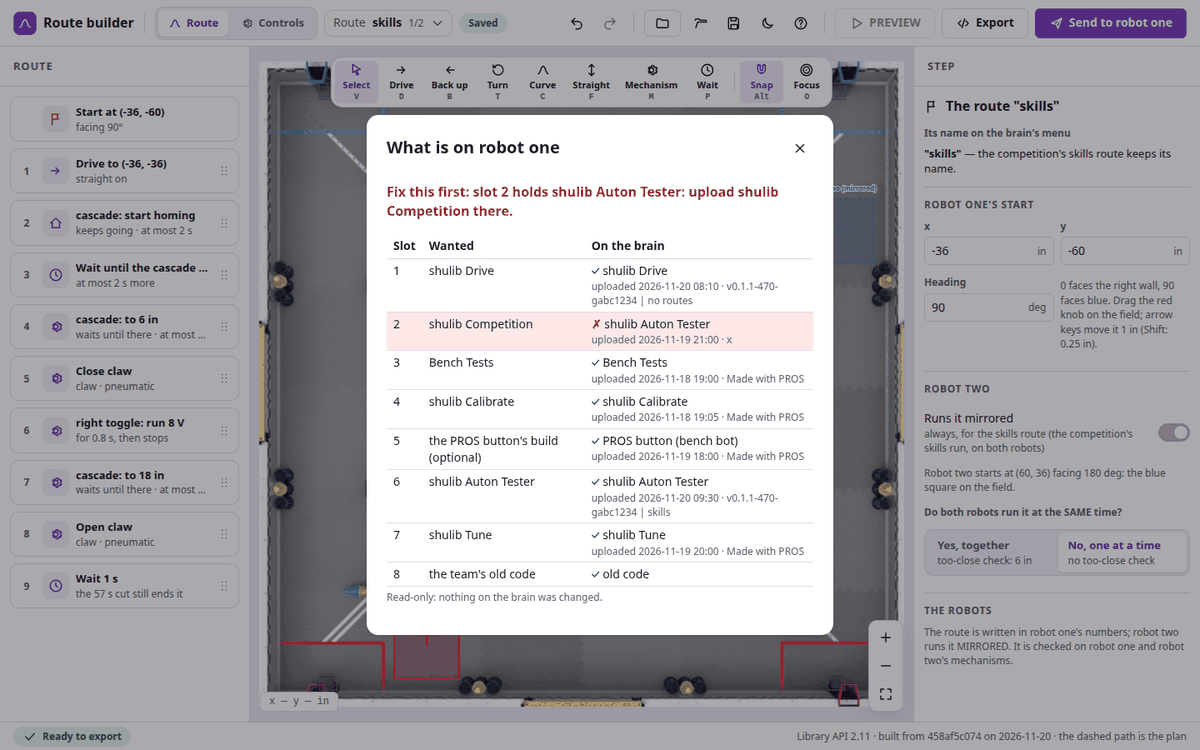 Route builder
Route
Controls
Route skills 1/2
Saved
PREVIEW
Export
Send to robot one
ROUTE
Start at (-36, -60)
facing 90°
1
Drive to (-36, -36)
straight on
2
cascade: start homing
keeps going · at most 2 s
3
Wait until the cascade ...
at most 2 s more
4
cascade: to 6 in
waits until there · at most ...
5
Close claw
claw · pneumatic
6
right toggle: run 8 V
for 0.8 s, then stops
7
cascade: to 18 in
waits until there · at most ...
8
Open claw
claw · pneumatic
9
Wait 1 s
the 57 s cut still ends it
Select
V
Drive
D
Back up
B
Turn
T
Curve
C
Straight
F
Mechanism
M
Wait
P
Snap
Alt
Focus
O
(mirrored)
What is on robot one
Fix this first: slot 2 holds shulib Auton Tester: upload shulib
Competition there.
Slot Wanted On the brain
1 shulib Drive ✓ shulib Drive
uploaded 2026-11-20 08:10 · v0.1.1-470-
gabc1234 | no routes
2 shulib Competition ✗ shulib Auton Tester
uploaded 2026-11-19 21:00 · x
3 Bench Tests ✓ Bench Tests
uploaded 2026-11-18 19:00 · Made with PROS
4 shulib Calibrate ✓ shulib Calibrate
uploaded 2026-11-18 19:05 · Made with PROS
5 the PROS button's build ✓ PROS button (bench bot)
(optional) uploaded 2026-11-19 18:00 · Made with PROS
6 shulib Auton Tester ✓ shulib Auton Tester
uploaded 2026-11-20 09:30 · v0.1.1-470-
gabc1234 | skills
7 shulib Tune ✓ shulib Tune
uploaded 2026-11-19 20:00 · Made with PROS
8 the team's old code ✓ old code
Read-only: nothing on the brain was changed.
x — y — in
STEP
The route "skills"
Its name on the brain's menu
"skills" — the competition's skills route keeps its
name.
ROBOT ONE'S START
x y
-36 in -60 in
Heading
90 deg
0 faces the right wall, 90
faces blue. Drag the red
knob on the field; arrow
keys move it 1 in (Shift:
0.25 in).
ROBOT TWO
Runs it mirrored
always, for the skills route (the competition's
skills run, on both robots)
Robot two starts at (60, 36) facing 180 deg: the blue
square on the field.
Do both robots run it at the SAME time?
Yes, together
too-close check: 6 in
No, one at a time
no too-close check
THE ROBOTS
The route is written in robot one's numbers; robot two
runs it MIRRORED. It is checked on robot one and robot
two's mechanisms.
Ready to export
Library API 2.11 · built from 458af5c074 on 2026-11-20 · the dashed path is the plan